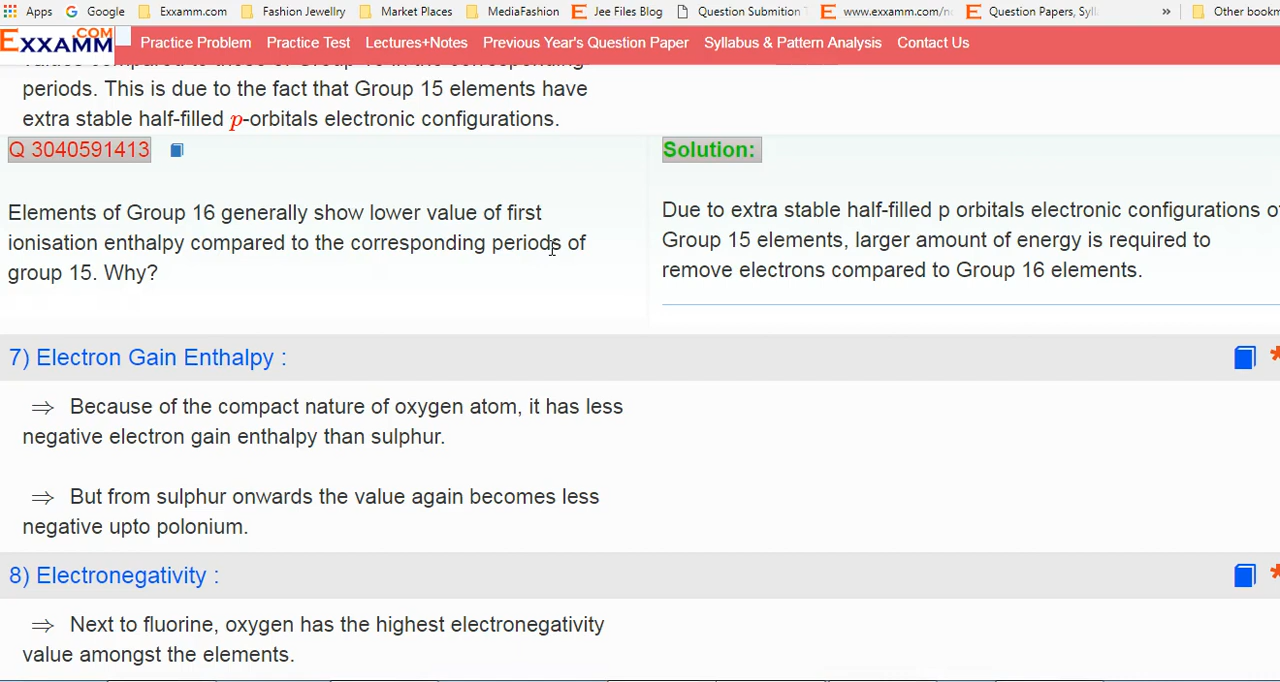 Apps Google Exxamm.com Fashion Jewellry Market Places MediaFashion Jee Files Blog Question Submition www.exxamm.com/n Question Papers, Syl » Other bookm
EXXAMM .COM Practice Problem Practice Test Lectures+Notes Previous Year's Question Paper Syllabus & Pattern Analysis Contact Us
periods. This is due to the fact that Group 15 elements have
extra stable half-filled p-orbitals electronic configurations.
Q 3040591413
Elements of Group 16 generally show lower value of first
ionisation enthalpy compared to the corresponding periods of
group 15. Why?
Solution:
Due to extra stable half-filled p orbitals electronic configurations of
Group 15 elements, larger amount of energy is required to
remove electrons compared to Group 16 elements.
7) Electron Gain Enthalpy :
⇒ Because of the compact nature of oxygen atom, it has less
negative electron gain enthalpy than sulphur.
⇒ But from sulphur onwards the value again becomes less
negative upto polonium.
8) Electronegativity :
⇒ Next to fluorine, oxygen has the highest electronegativity
value amongst the elements.